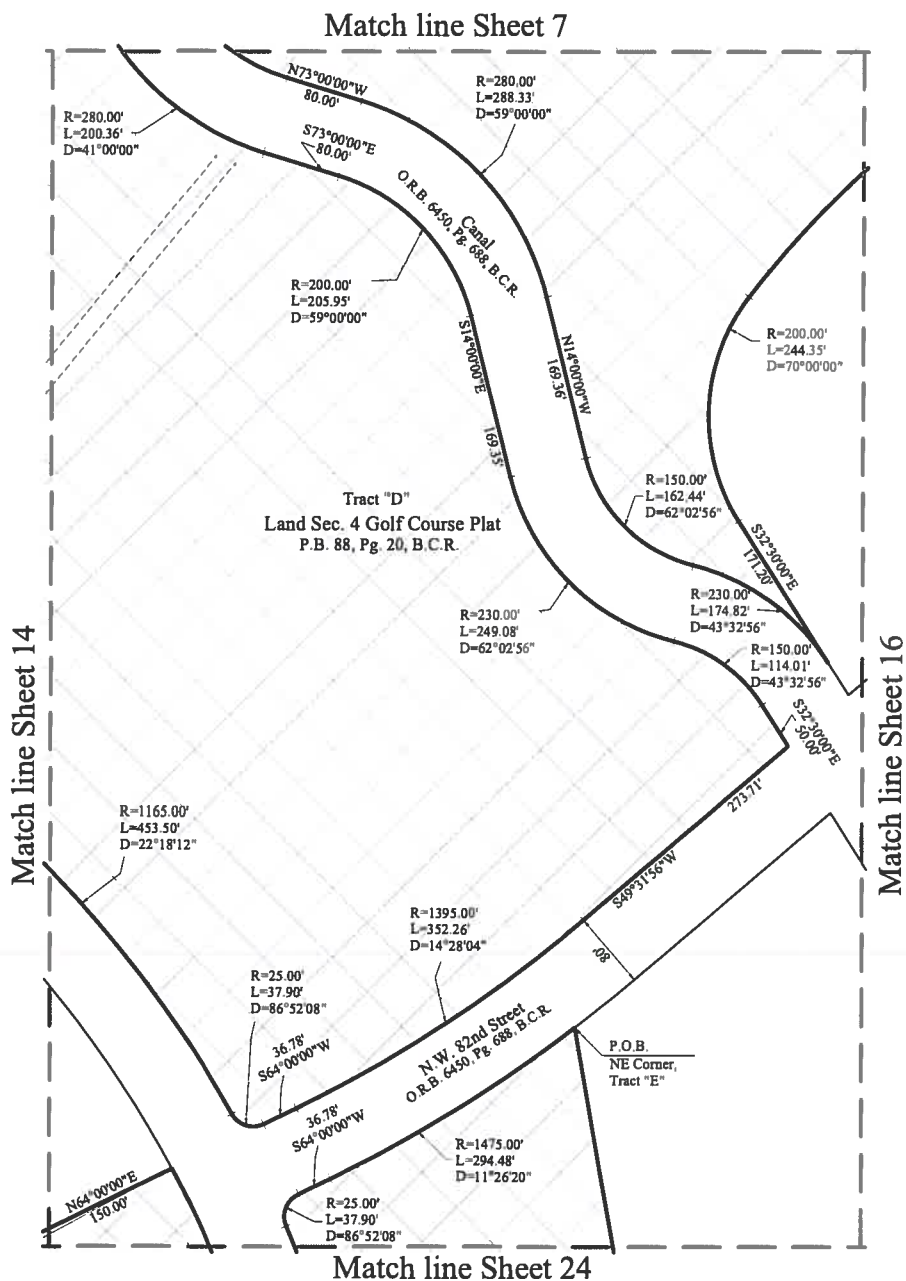 Match line Sheet 7
N73°00'00"W
80.00'
R=280.00'
L=288.33'
D=59°00'00"
R=280.00'
L=200.36'
D=41°00'00"
S73°00'00"E
80.00'
Canal
O.R.B. 6450, Pg. 688, B.C.R.
R=200.00'
L=205.95'
D=59°00'00"
S14°00'00"E
169.35'
N14°00'00"W
169.36'
R=200.00'
L=244.35'
D=70°00'00"
Tract "D"
Land Sec. 4 Golf Course Plat
P.B. 88, Pg. 20, B.C.R.
R=150.00'
L=162.44'
D=62°02'56"
S32°30'00"E
171.20'
R=230.00'
L=174.82'
D=43°32'56"
R=230.00'
L=249.08'
D=62°02'56"
R=150.00'
L=114.01'
D=43°32'56"
S32°30'00"E
50.00'
Match line Sheet 14
Match line Sheet 16
273.71'
S49°31'56"W
R=1165.00'
L=453.50'
D=22°18'12"
R=1395.00'
L=352.26'
D=14°28'04"
80'
R=25.00'
L=37.90'
D=86°52'08"
36.78'
S64°00'00"W
N.W. 82nd Street
O.R.B. 6450, Pg. 688, B.C.R.
P.O.B.
NE Corner,
Tract "E"
36.78'
S64°00'00"W
R=1475.00'
L=294.48'
D=11°26'20"
N64°00'00"E
150.00'
R=25.00'
L=37.90'
D=86°52'08"
Match line Sheet 24